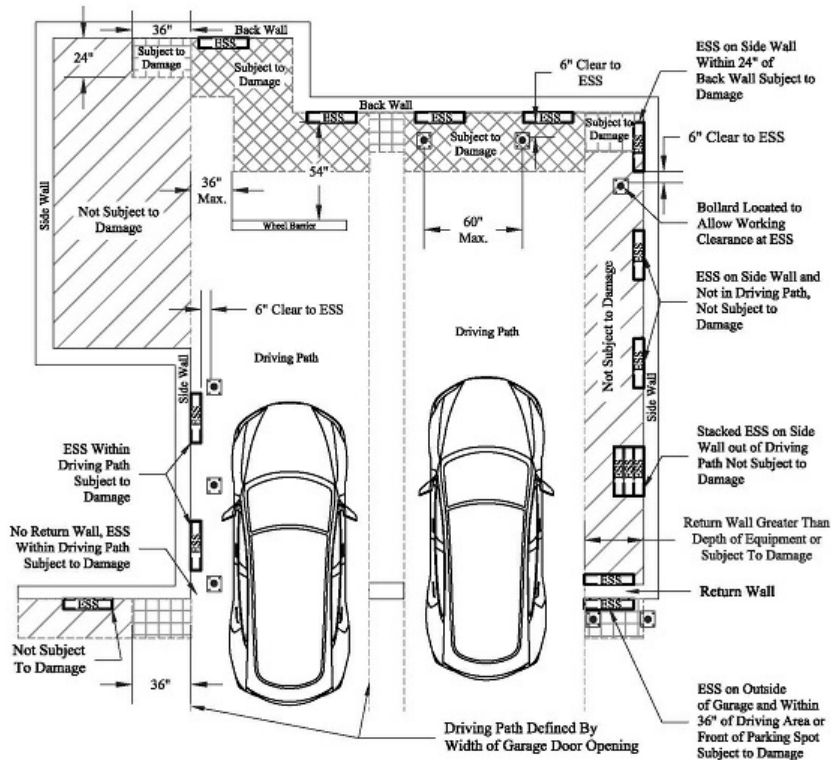 36"
Back Wall
ESS
24"
Subject to
Damage
Subject to
Damage
6" Clear to
ESS
ESS on Side Wall
Within 24" of
Back Wall Subject to
Damage
Back Wall
ESS
ESS
ESS
Subject to
Damage
Subject to
Damage
ESS
6" Clear to ESS
54"
36"
Max.
Side Wall
Not Subject to
Damage
Wheel Barrier
60"
Max.
Bollard Located to
Allow Working
Clearance at ESS
ESS
ESS on Side Wall and
Not in Driving Path,
Not Subject to
Damage
Not Subject to Damage
6" Clear to ESS
Driving Path
Driving Path
ESS
Side Wall
Side Wall
ESS
ESS Within
Driving Path
Subject to
Damage
ESS
Stacked ESS on Side
Wall out of Driving
Path Not Subject to
Damage
ESS
ESS
ESS
No Return Wall, ESS
Within Driving Path
Subject to Damage
Return Wall Greater Than
Depth of Equipment or
Subject To Damage
ESS
Return Wall
ESS
ESS
Not Subject
To Damage
36"
Driving Path Defined By
Width of Garage Door Opening
ESS on Outside
of Garage and Within
36" of Driving Area or
Front of Parking Spot
Subject to Damage